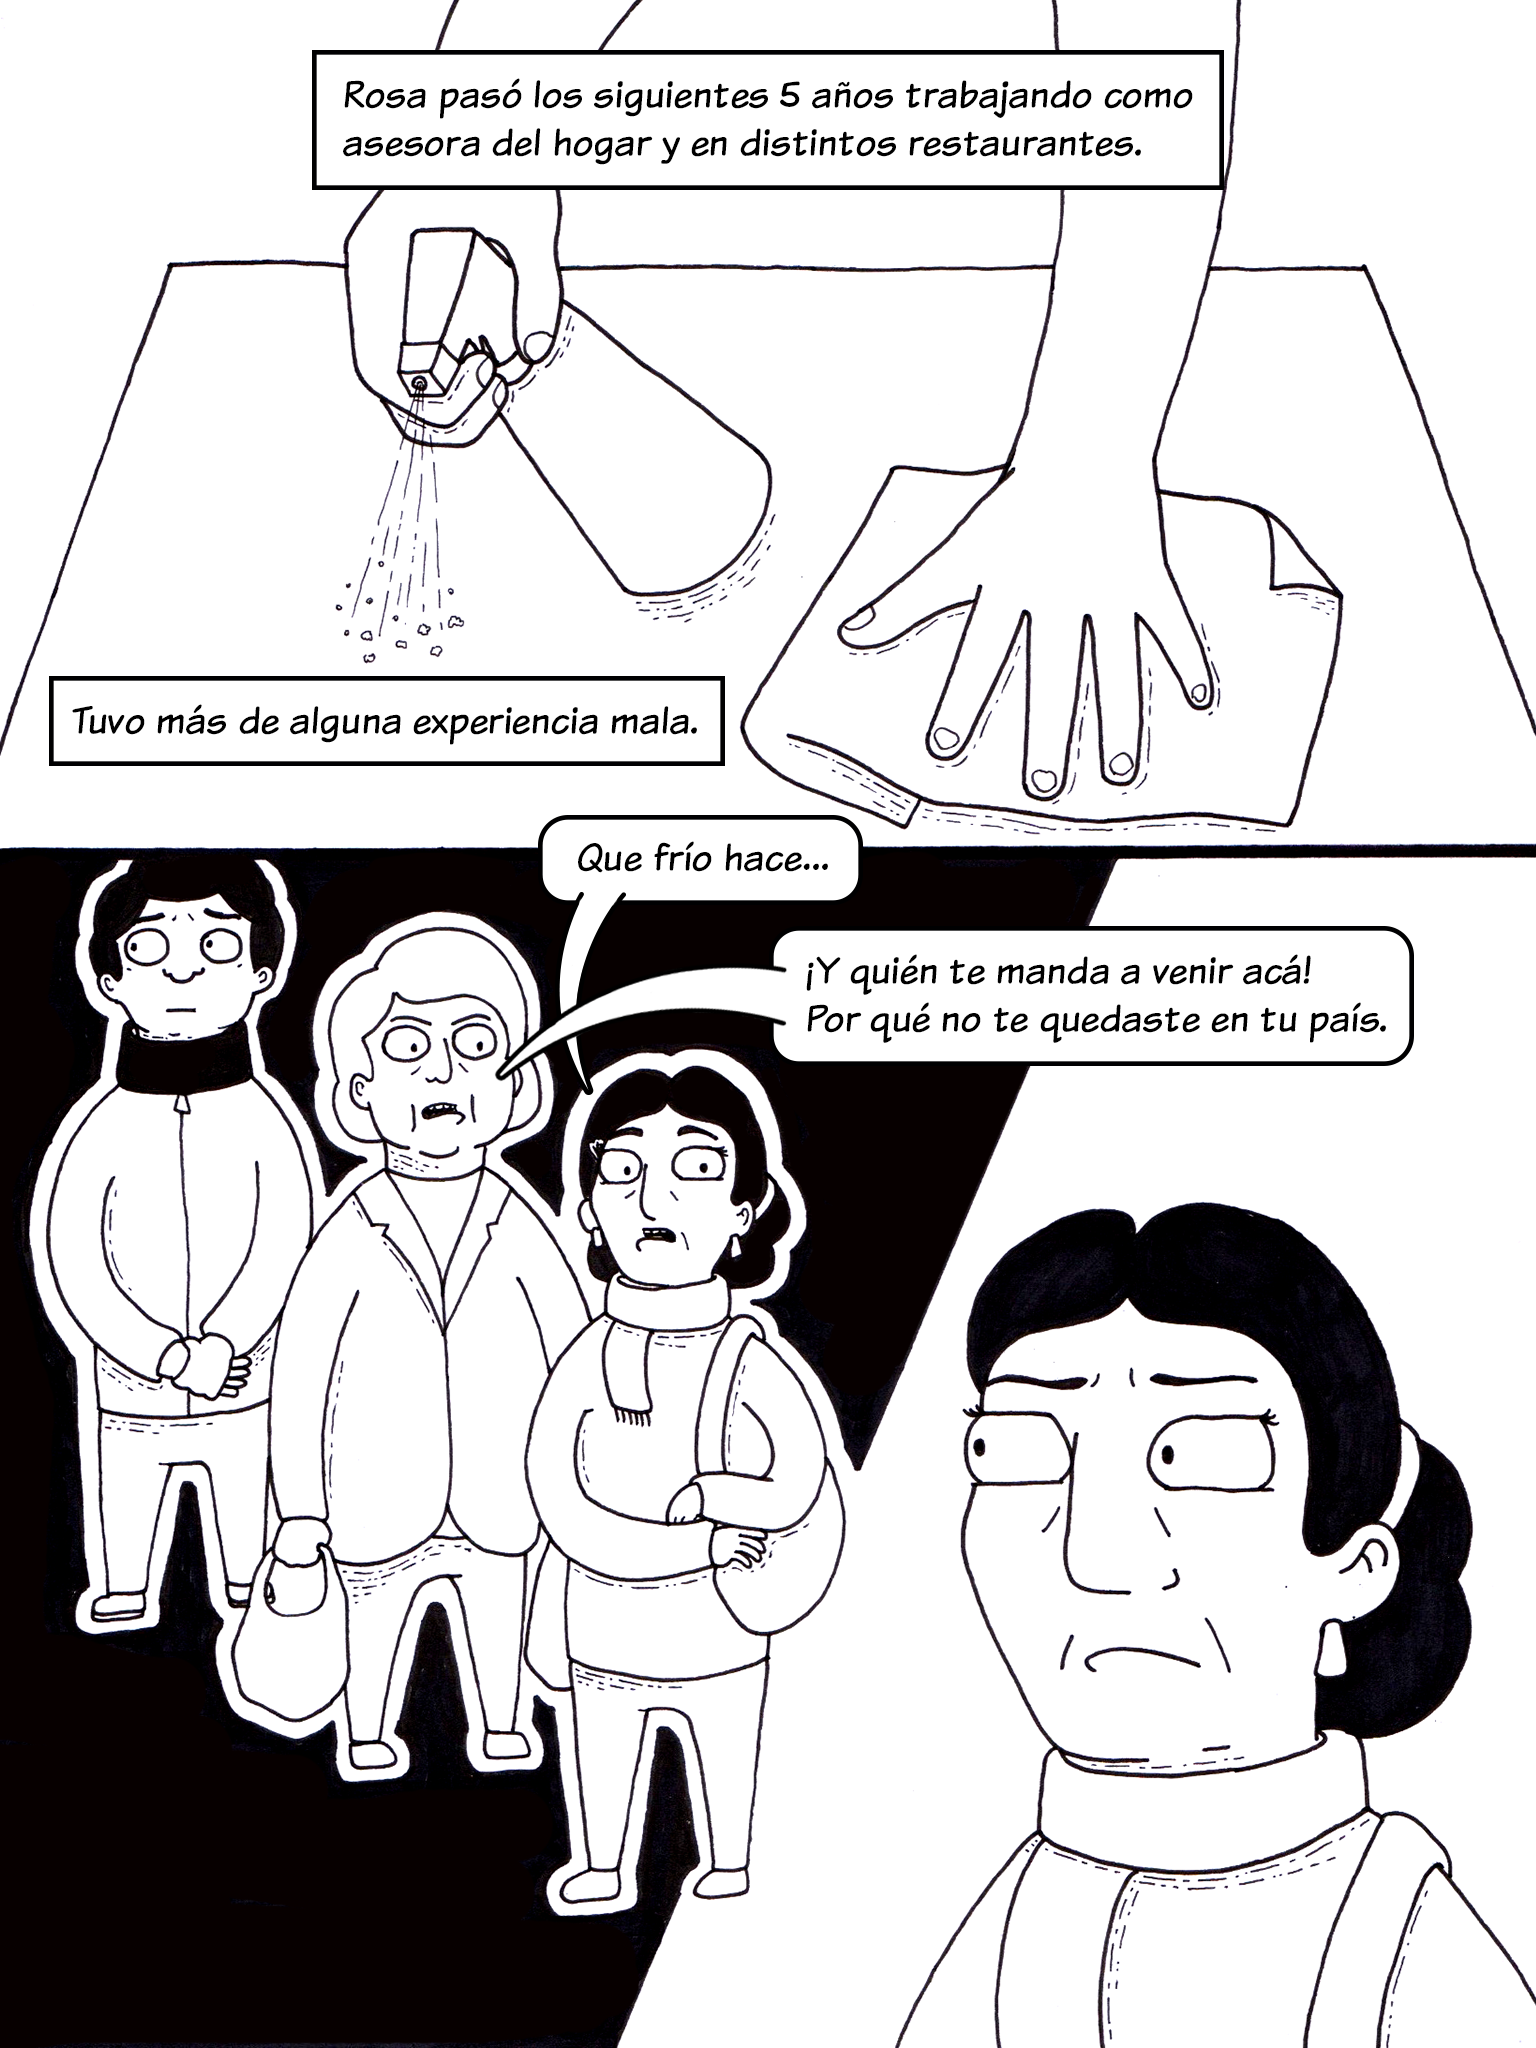 Rosa pasó los siguientes 5 años trabajando como
asesora del hogar y en distintos restaurantes.
Tuvo más de alguna experiencia mala.
Que frío hace...
¡Y quién te manda a venir acá!
Por qué no te quedaste en tu país.